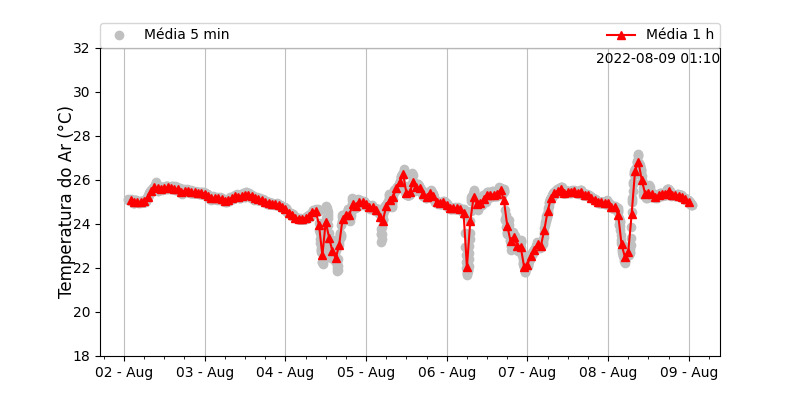 Média 5 min
Média 1 h
2022-08-09 01:10
Temperatura do Ar (°C)
32
30
28
26
24
22
20
18
02 - Aug
03 - Aug
04 - Aug
05 - Aug
06 - Aug
07 - Aug
08 - Aug
09 - Aug